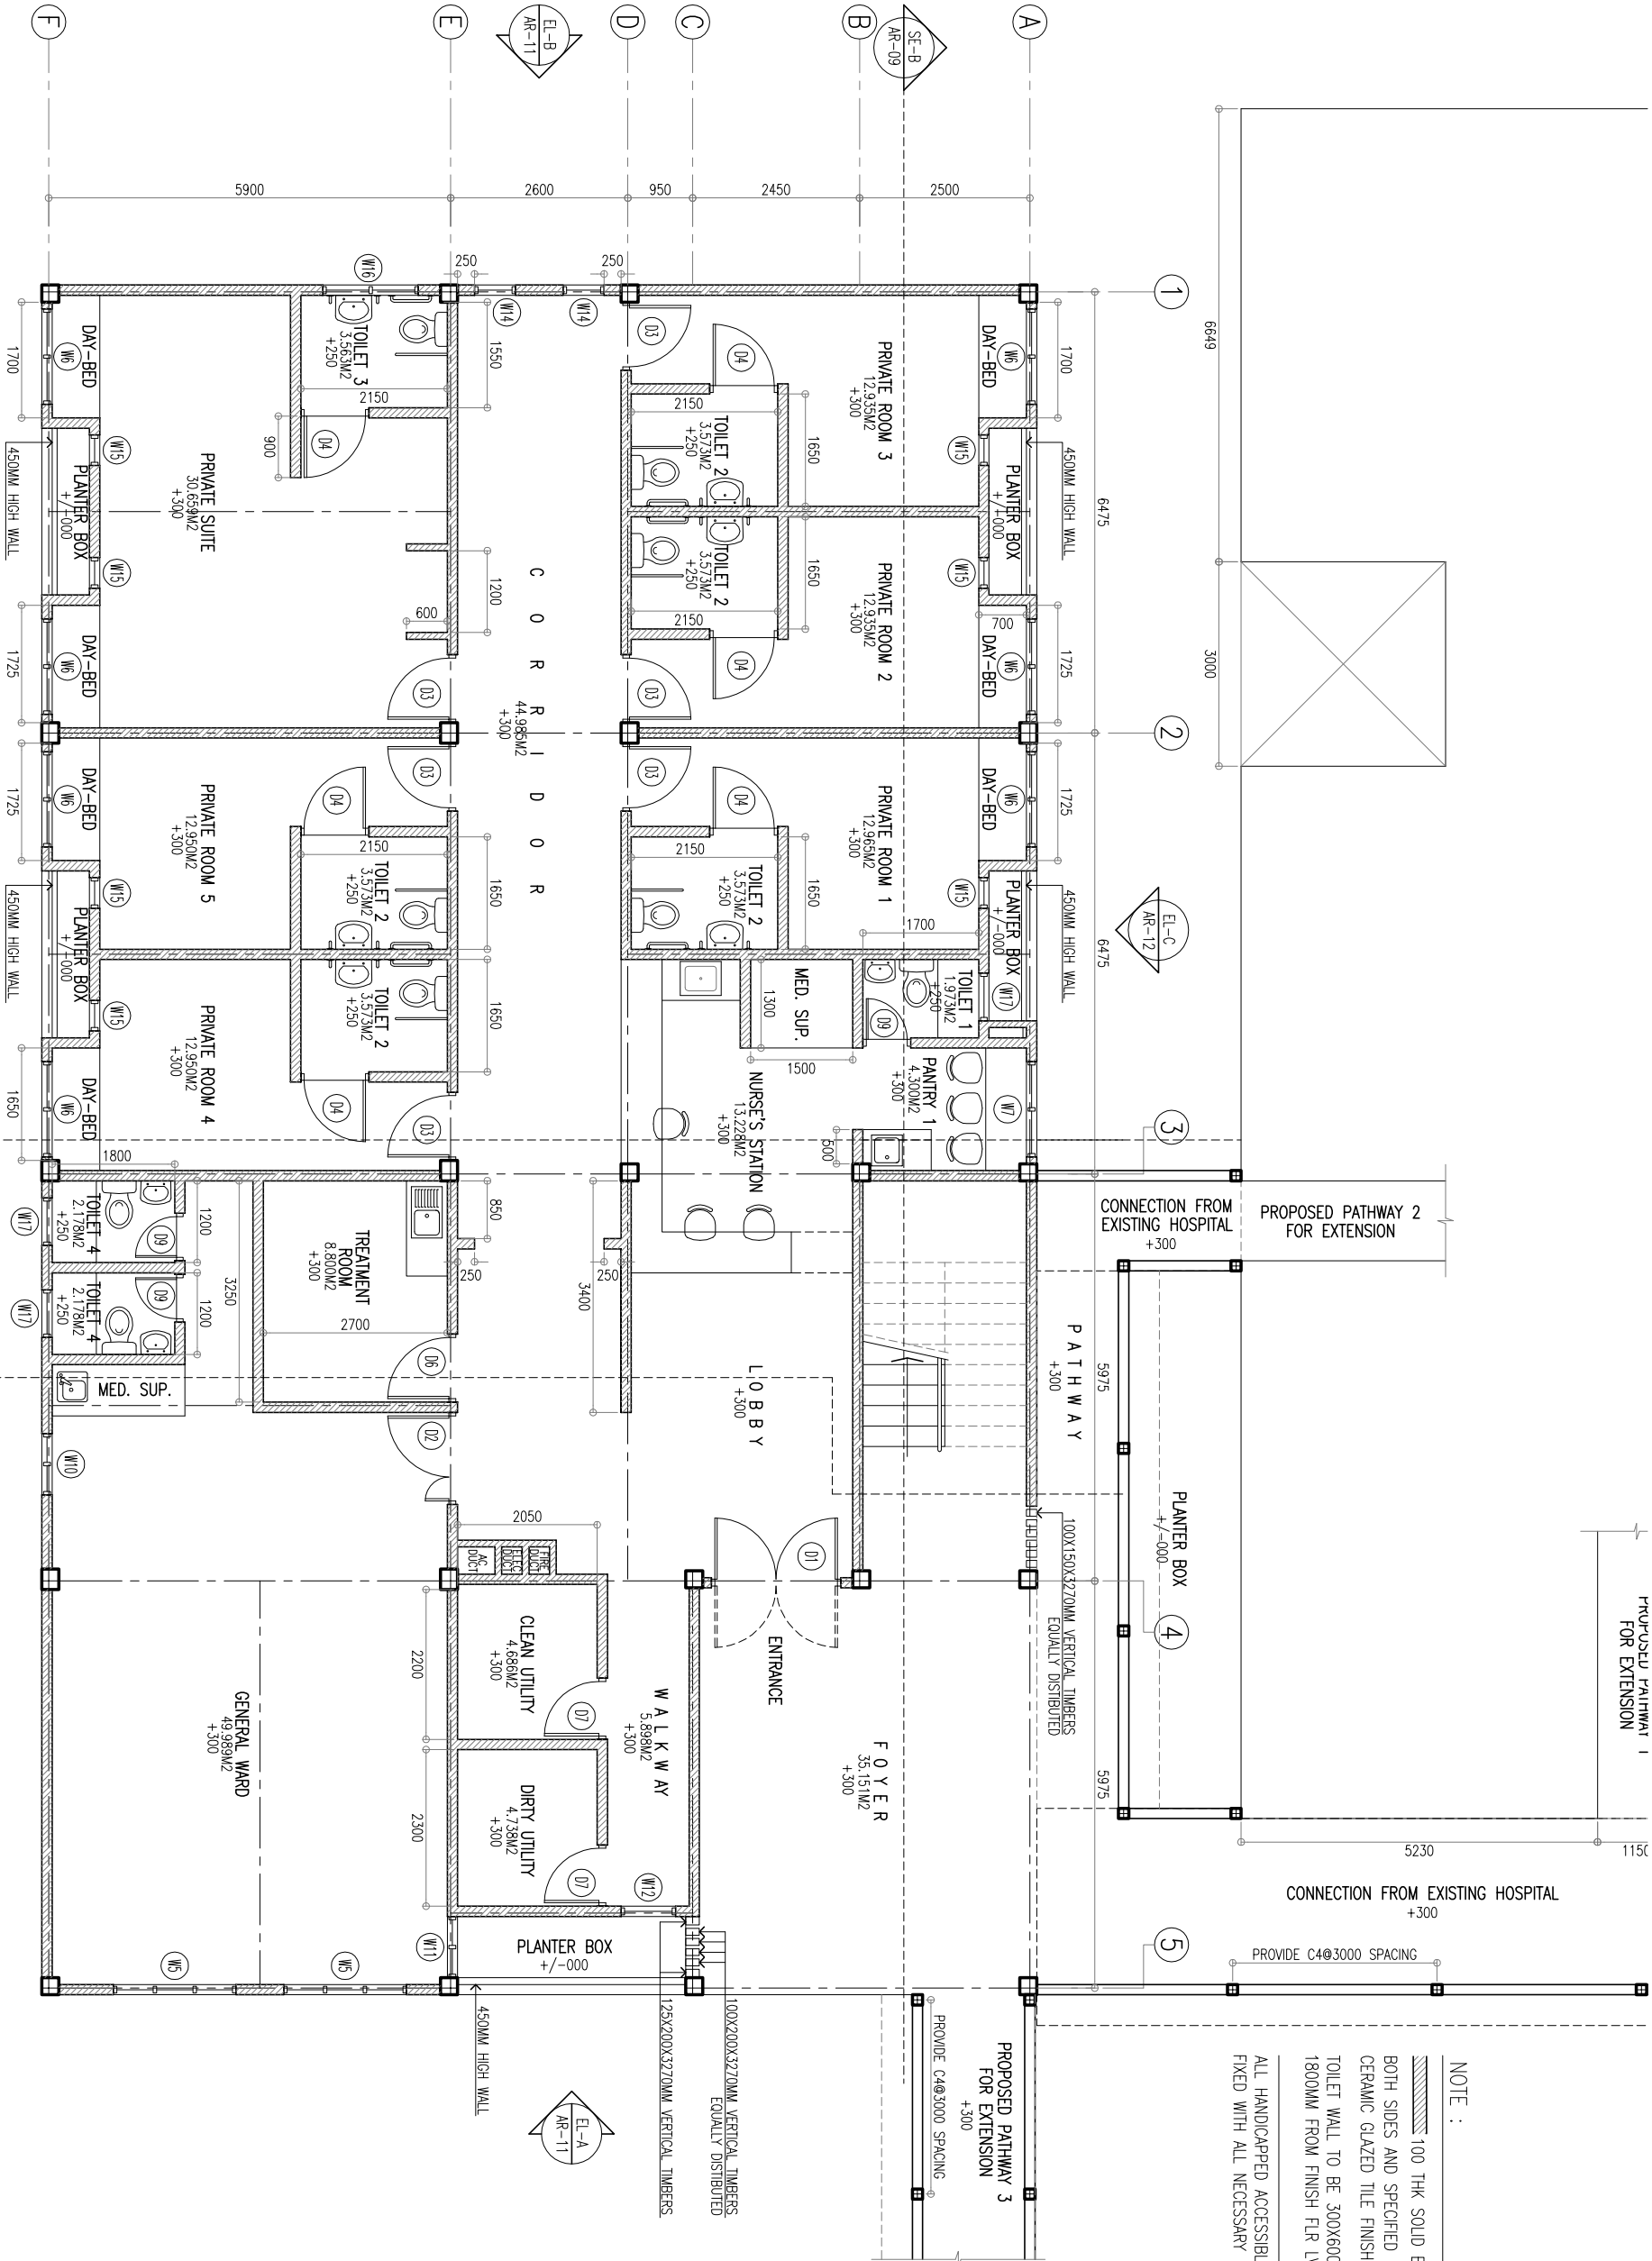 F
E
D
C
B
A
EL-B
AR-11
SE-B
AR-09
5900
2600
950
2450
2500
6649
3000
1
2
3
4
5
6475
6475
5975
5975
W16
250
W14
W14
250
1700
DAY-BED
W6
TOILET 3
3.563M2
+250
2150
1550
D3
D4
PRIVATE ROOM 3
12.935M2
+300
DAY-BED
W6
1700
450MM HIGH WALL
PLANTER BOX
+/-000
W15
W15
PRIVATE SUITE
30.659M2
+300
900
D4
2150
TOILET 2
3.573M2
+250
1650
W15
PLANTER BOX
+/-000
450MM HIGH WALL
TOILET 2
3.573M2
+250
1650
2150
W15
1725
DAY-BED
W6
600
1200
D3
CORRIDOR
44.985M2
+300
D3
D4
PRIVATE ROOM 2
12.935M2
+300
700
DAY-BED
W6
1725
1725
DAY-BED
W6
PRIVATE ROOM 5
12.950M2
+300
D4
D3
D3
D4
PRIVATE ROOM 1
12.965M2
+300
DAY-BED
W6
1725
450MM HIGH WALL
PLANTER BOX
+/-000
W15
W15
2150
TOILET 2
3.573M2
+250
1650
2150
TOILET 2
3.573M2
+250
1650
1700
W15
PLANTER BOX
+/-000
W17
450MM HIGH WALL
EL-C
AR-12
TOILET 2
3.573M2
+250
1650
1300
MED. SUP.
1500
TOILET 1
1.973M2
+250
D9
1650
DAY-BED
W6
PRIVATE ROOM 4
12.950M2
+300
D4
D3
NURSE'S STATION
13.228M2
+300
PANTRY 1
4.300M2
+300
500
W7
1800
W17
TOILET 4
2.178M2
+250
1200
D9
W17
TOILET 4
2.178M2
+250
1200
D9
3250
TREATMENT
ROOM
8.800M2
+300
2700
850
250
250
3400
D6
LOBBY
+300
PATHWAY
+300
CONNECTION FROM
EXISTING HOSPITAL
+300
PROPOSED PATHWAY 2
FOR EXTENSION
MED. SUP.
W10
D2
2050
AC
DUCT
ELEC
DUCT
FIRE
DUCT
D1
ENTRANCE
100X150X3270MM VERTICAL TIMBERS
EQUALLY DISTIBUTED
PLANTER BOX
+/-000
PROPOSED PATHWAY 1
FOR EXTENSION
GENERAL WARD
49.989M2
+300
2200
CLEAN UTILITY
4.686M2
+300
D7
WALKWAY
5.898M2
+300
2300
DIRTY UTILITY
4.738M2
+300
D7
W12
FOYER
35.151M2
+300
5230
CONNECTION FROM EXISTING HOSPITAL
+300
PROVIDE C4@3000 SPACING
W5
W5
W11
PLANTER BOX
+/-000
450MM HIGH WALL
125X200X3270MM VERTICAL TIMBERS
100X200X3270MM VERTICAL TIMBERS
EQUALLY DISTIBUTED
EL-A
AR-11
PROVIDE C4@3000 SPACING
PROPOSED PATHWAY 3
FOR EXTENSION
+300
NOTE :
100 THK SOLID
BOTH SIDES AND SPECIFIED
CERAMIC GLAZED TILE FINISH
TOILET WALL TO BE 300X600
1800MM FROM FINISH FLR
ALL HANDICAPPED
FIXED WITH ALL NECESSARY